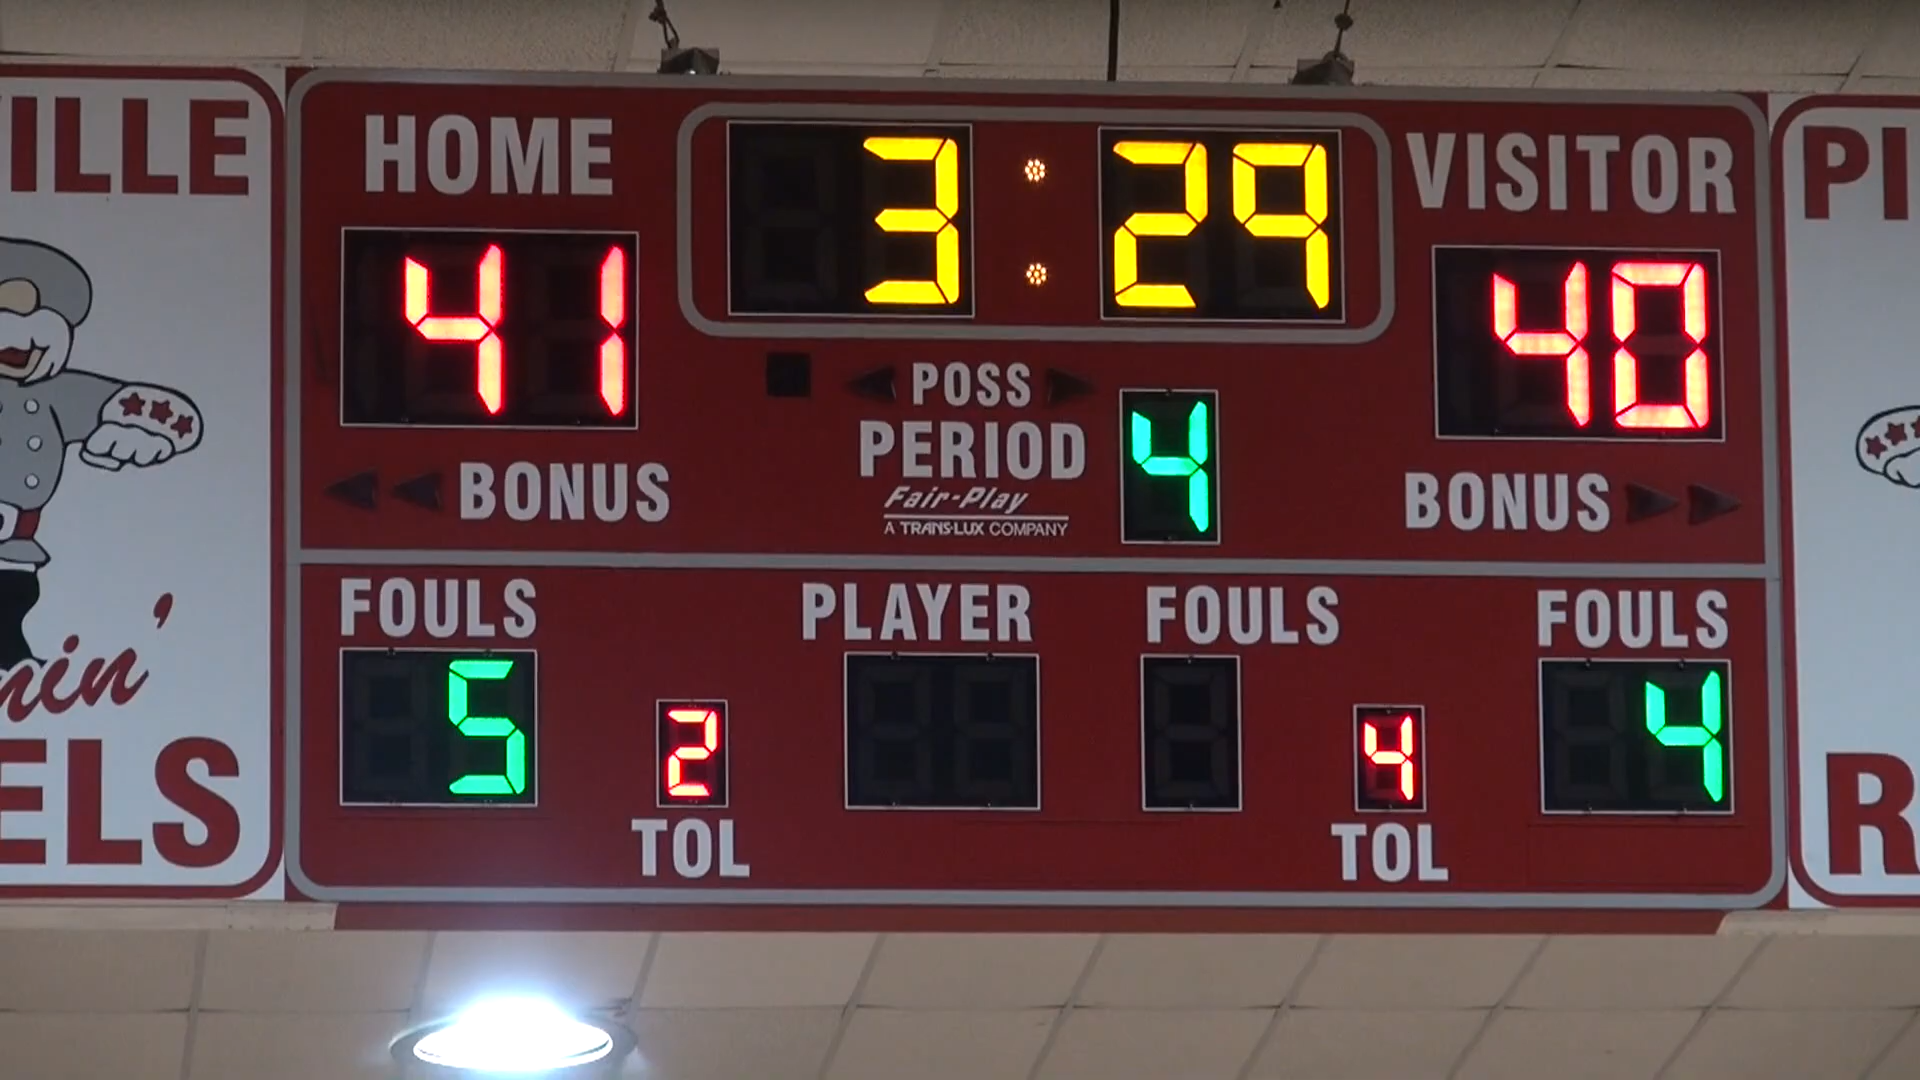 ILLE
HOME
3:29
VISITOR
PI
41
40
POSS
PERIOD
4
Fair-Play
A TRANS-LUX COMPANY
BONUS
BONUS
FOULS
PLAYER
FOULS
FOULS
5
2
4
4
TOL
TOL
min'
ELS
R